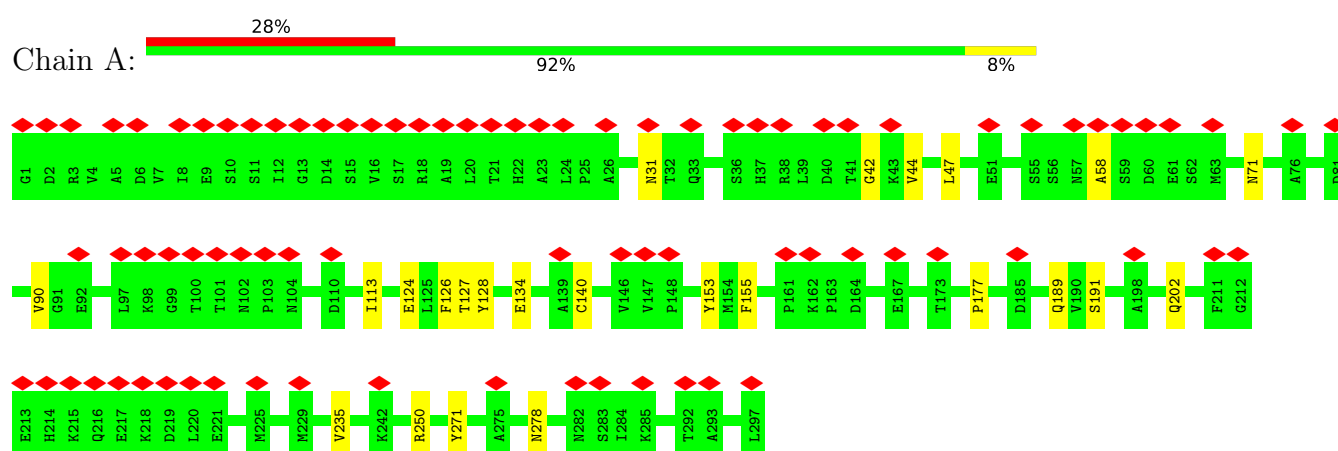 28%
Chain A:
92% 8%
G1 D2 R3 V4 A5 D6 V7 I8 E9 S10 S11 I12 G13 D14 S15 V16 S17 R18 A19 L20 T21 H22 A23 L24 P25 A26 N31 T32 Q33 S36 H37 R38 L39 D40 T41 G42 K43 V44 L47 E51 S55 S56 N57 A58 S59 D60 E61 S62 M63 N71 A76 D81
V90 G91 E92 L97 K98 G99 T100 T101 N102 P103 N104 D110 I113 E124 L125 F126 T127 Y128 E134 A139 C140 V146 V147 P148 Y153 M154 F155 P161 K162 P163 D164 E167 T173 P177 D185 Q189 V190 S191 A198 Q202 F211 G212
E213 H214 K215 Q216 E217 K218 D219 L220 E221 M225 M229 V235 K242 R250 Y271 A275 N278 N282 S283 I284 K285 T292 A293 L297